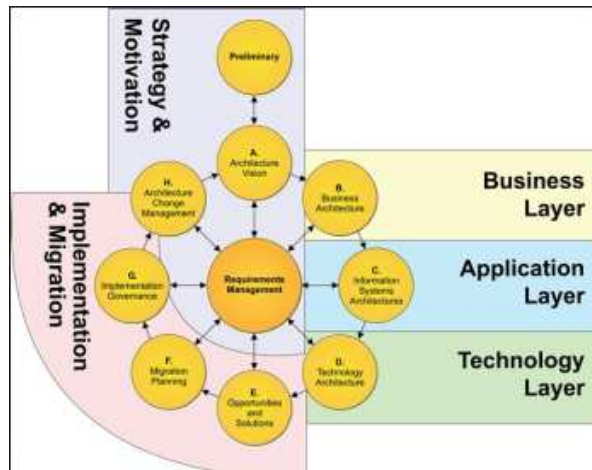 Strategy &
Motivation
Preliminary
A.
Architecture
Vision
H.
Architecture
Change
Management
B.
Business
Architecture
Business
Layer
Implementation
& Migration
G.
Implementation
Governance
Requirements
Management
C.
Information
Systems
Architectures
Application
Layer
F.
Migration
Planning
E.
Opportunities
and
Solutions
D.
Technology
Architecture
Technology
Layer